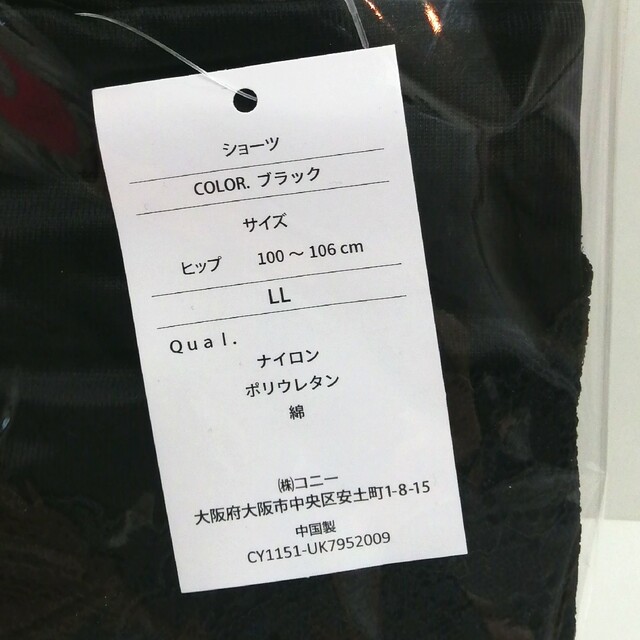 ショーツ
COLOR. ブラック
サイズ
ヒップ 100～106 cm
LL
Qual.
ナイロン
ポリウレタン
綿
㈱コニー
大阪府大阪市中央区安土町1-8-15
中国製
CY1151-UK7952009